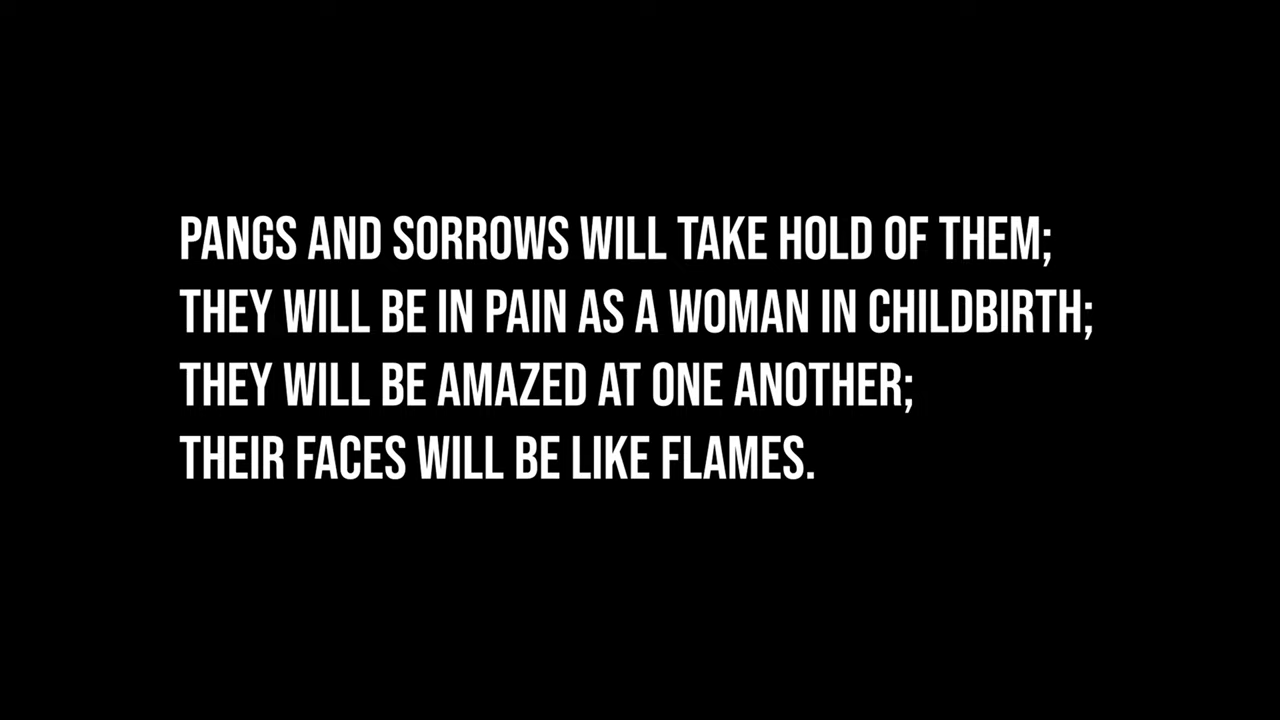 PANGS AND SORROWS WILL TAKE HOLD OF THEM;
THEY WILL BE IN PAIN AS A WOMAN IN CHILDBIRTH;
THEY WILL BE AMAZED AT ONE ANOTHER;
THEIR FACES WILL BE LIKE FLAMES.